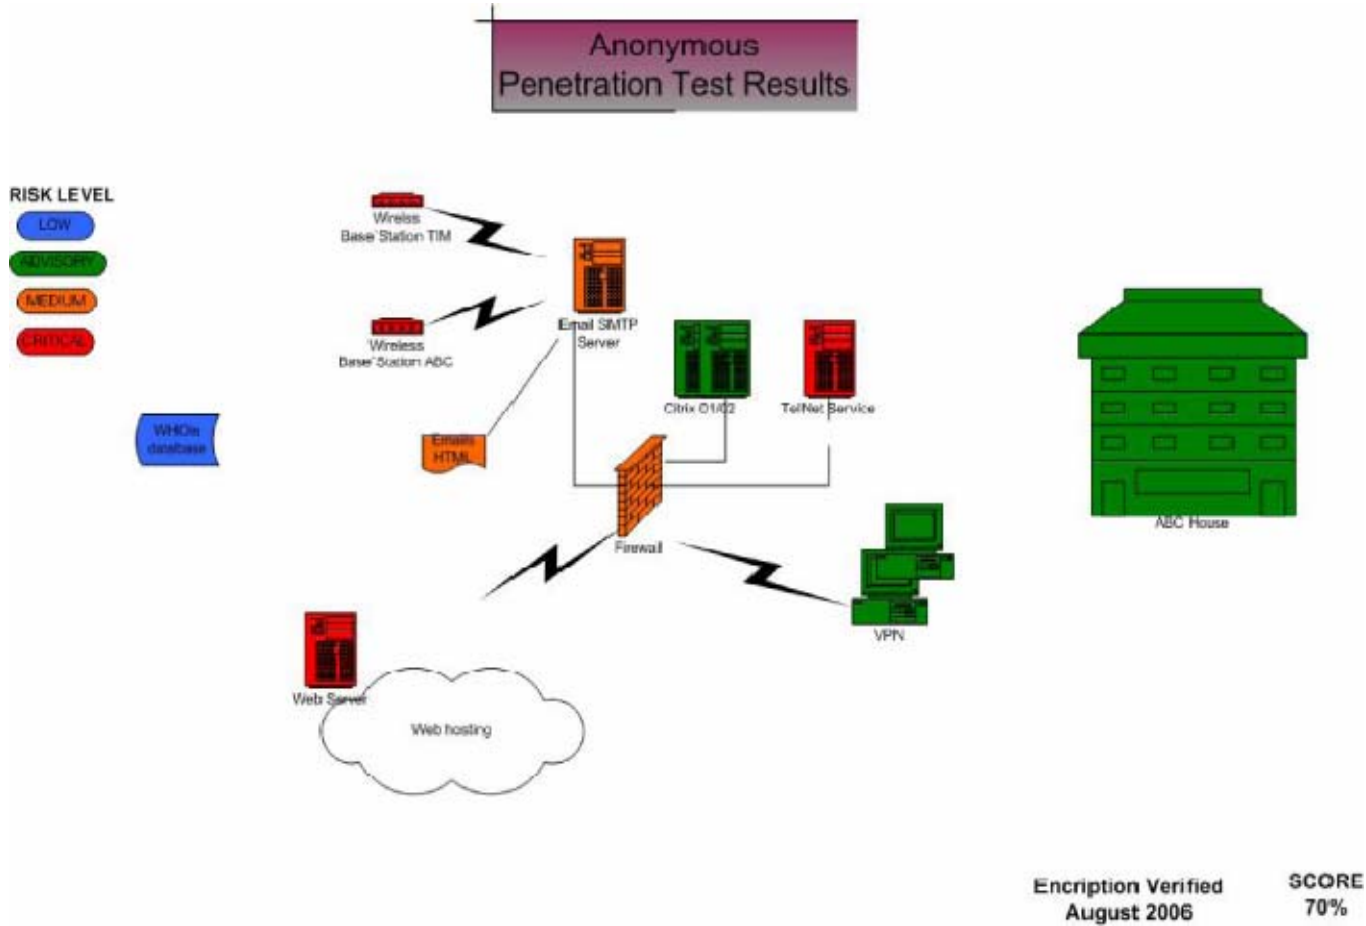 Anonymous
Penetration Test Results
RISK LEVEL
LOW
ADVISORY
MEDIUM
CRITICAL
Wirelss
Base Station TIM
Email SMTP
Server
Wireless
Base Station ABC
Citrix O1/02
TelNet Service
WHOis
database
Emails
HTML
Firewall
ABC House
VPN
Web Server
Web hosting
Encription Verified
August 2006
SCORE
70%